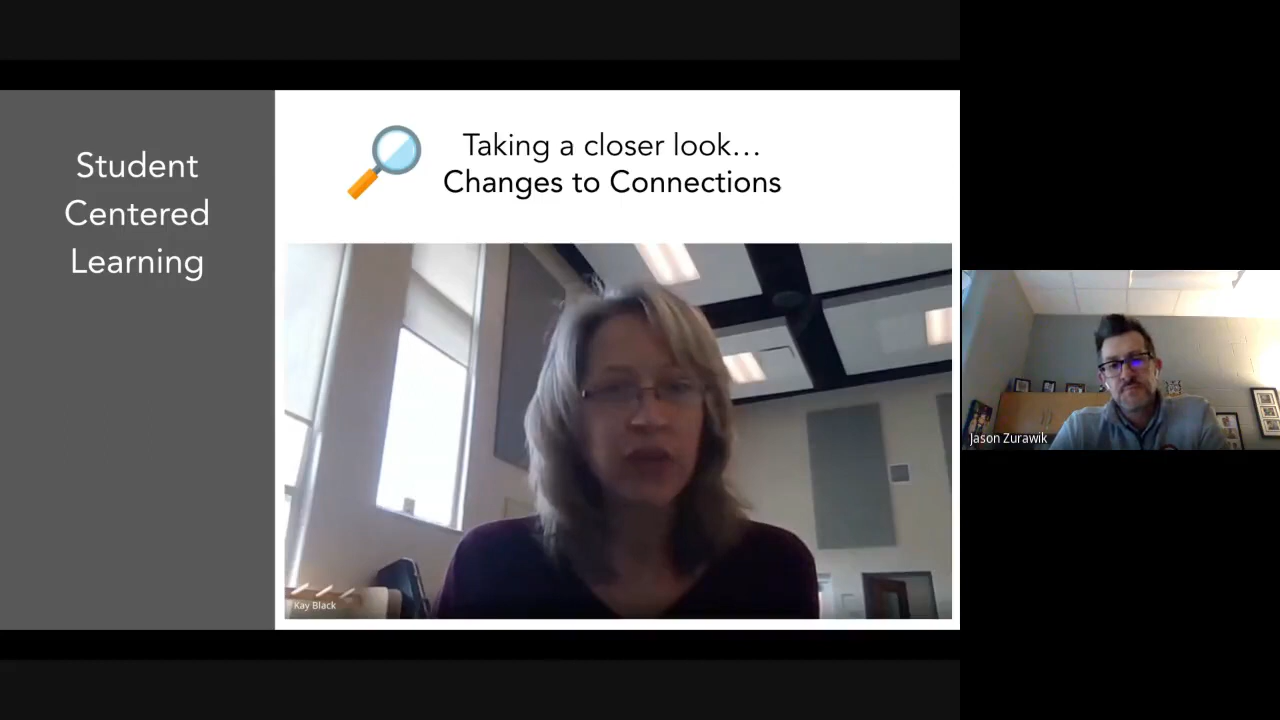 Student
Centered
Learning
Taking a closer look…
Changes to Connections
Kay Black
Jason Zurawik